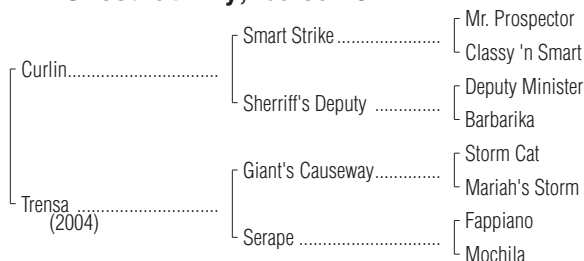 Smart Strike
Mr. Prospector
Classy 'n Smart
Curlin
Sherriff's Deputy
Deputy Minister
Barbarika
Giant's Causeway
Storm Cat
Mariah's Storm
Trensa
(2004)
Serape
Fappiano
Mochila